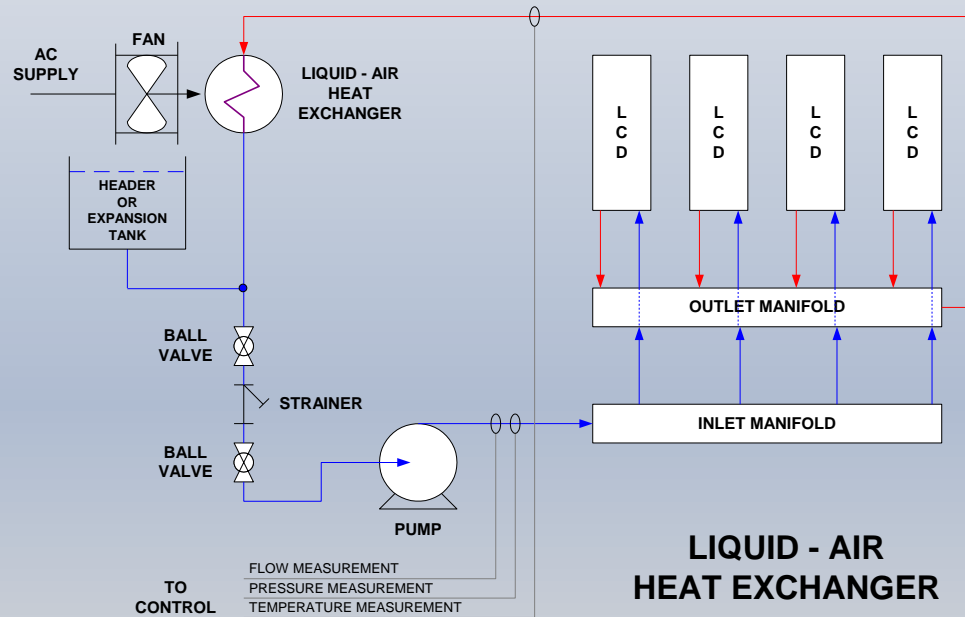 FAN
AC
SUPPLY
LIQUID - AIR
HEAT
EXCHANGER
HEADER
OR
EXPANSION
TANK
L
C
D
L
C
D
L
C
D
L
C
D
OUTLET MANIFOLD
INLET MANIFOLD
BALL
VALVE
STRAINER
BALL
VALVE
PUMP
FLOW MEASUREMENT
PRESSURE MEASUREMENT
TEMPERATURE MEASUREMENT
TO
CONTROL
LIQUID - AIR
HEAT EXCHANGER